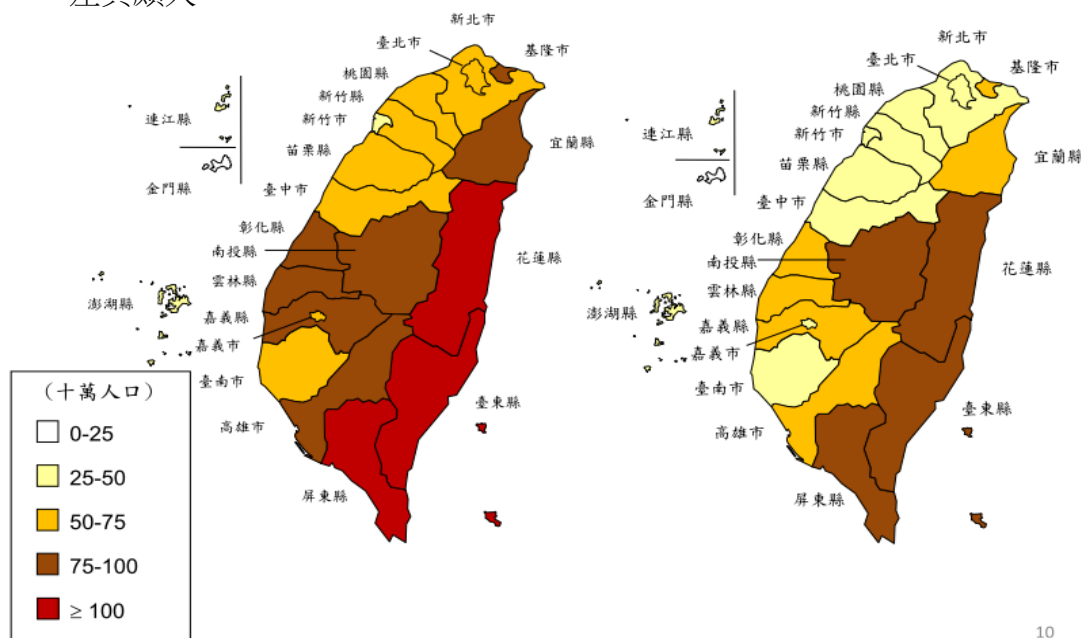 新北市
臺北市
基隆市
桃園縣
新竹縣
新竹市
連江縣
苗栗縣
宜蘭縣
金門縣
臺中市
彰化縣
南投縣
花蓮縣
雲林縣
澎湖縣
嘉義縣
嘉義市
臺南市
臺東縣
高雄市
屏東縣
新北市
臺北市
基隆市
桃園縣
新竹縣
新竹市
連江縣
苗栗縣
宜蘭縣
金門縣
臺中市
彰化縣
南投縣
花蓮縣
雲林縣
澎湖縣
嘉義縣
嘉義市
臺南市
臺東縣
高雄市
屏東縣
(十萬人口)
0-25
25-50
50-75
75-100
≥ 100
10